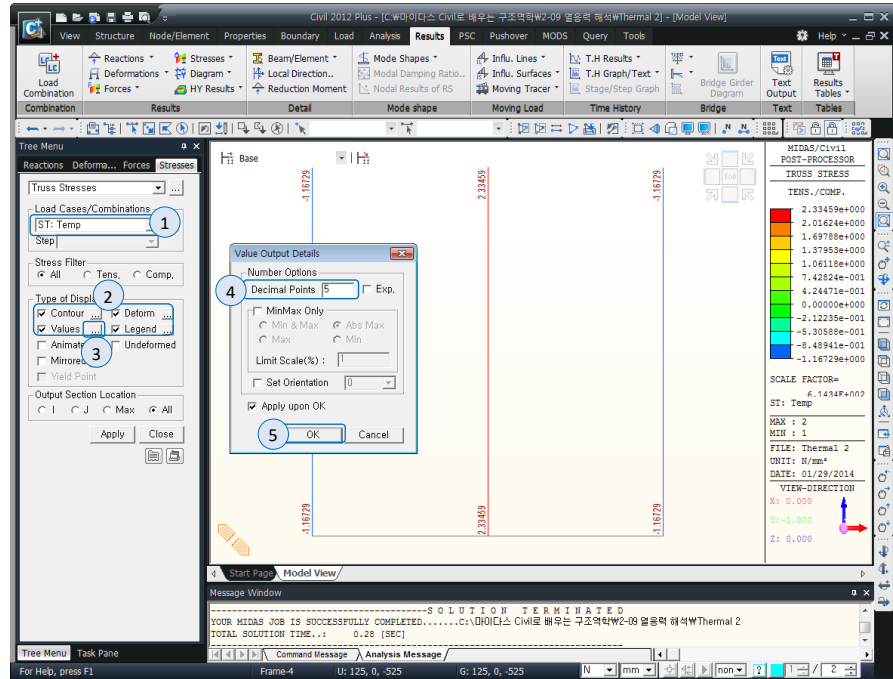 Civil 2012 Plus - [C:₩마이다스 Civil로 배우는 구조역학₩2-09 열응력 해석₩Thermal 2] - [Model View]
View Structure Node/Element Properties Boundary Load Analysis Results PSC Pushover MODS Query Tools Help
Load Combination
Combination
Reactions
Deformations
Forces
Stresses
Diagram
HY Results
Results
Beam/Element
Local Direction..
Reduction Moment
Detail
Mode Shapes
Modal Damping Ratio..
Nodal Results of RS
Mode shape
Influ. Lines
Influ. Surfaces
Moving Tracer
Moving Load
T.H Results
T.H Graph/Text
Stage/Step Graph
Time History
Bridge Girder Diagram
Bridge
Text Output
Text
Results Tables
Tables
Tree Menu
Reactions Deforma... Forces Stresses
Truss Stresses ...
Load Cases/Combinations
ST: Temp
1
Step
Stress Filter
All Tens, Comp,
Type of Displ
2
Contour ... Deform ...
Values ... Legend ...
Animate Undeformed
3
Mirrored
Yield Point
Output Section Location
I J Max All
Apply Close
Tree Menu Task Pane
Base
TOP
-1.16729
2.33459
-1.16729
Value Output Details
Number Options
4
Decimal Points 5 Exp,
MinMax Only
Min & Max Abs Max
Max Min
Limit Scale(%) : 1
Set Orientation 0
Apply upon OK
5
OK Cancel
-1.16729
2.33459
-1.16729
MIDAS/Civil
POST-PROCESSOR
TRUSS STRESS
TENS./COMP.
2.33459e+000
2.01624e+000
1.69788e+000
1.37953e+000
1.06118e+000
7.42824e-001
4.24471e-001
0.00000e+000
-2.12235e-001
-5.30588e-001
-8.48941e-001
-1.16729e+000
SCALE FACTOR=
6.1434E+002
ST: Temp
MAX : 2
MIN : 1
FILE: Thermal 2
UNIT: N/mm²
DATE: 01/29/2014
VIEW-DIRECTION
X: 0.000
Y:-1.000
Z: 0.000
Start Page Model View
Message Window
SOLUTION TERMINATED
YOUR MIDAS JOB IS SUCCESSFULLY COMPLETED.......C:\마이다스 Civil로 배우는 구조역학₩2-09 열응력 해석₩Thermal 2
TOTAL SOLUTION TIME..: 0.28 [SEC]
Command Message Analysis Message
For Help, press F1
Frame-4
U: 125, 0, -525
G: 125, 0, -525
N mm non 1 / 2